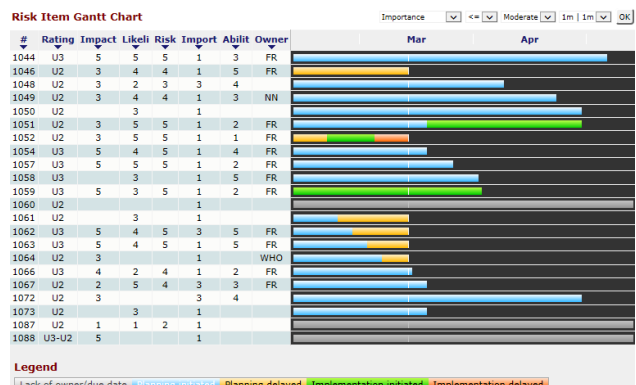 Risk Item Gantt Chart
Importance <= Moderate 1m | 1m OK
# Rating Impact Likeli Risk Import Abilit Owner Mar Apr
1044 U3 5 5 5 1 3 FR
1046 U2 3 4 4 1 5 FR
1048 U2 3 2 3 3 4
1049 U2 3 4 4 1 3 NN
1050 U2 3 1
1051 U2 3 5 5 1 2 FR
1052 U2 3 5 5 1 1 FR
1054 U3 5 4 5 1 4 FR
1057 U3 5 5 5 1 2 FR
1058 U3 3 1 5 FR
1059 U3 5 3 5 1 2 FR
1060 U2 1
1061 U2 3 1
1062 U3 5 4 5 3 5 FR
1063 U3 5 4 5 1 5 FR
1064 U2 3 1 WHO
1066 U3 4 2 4 1 2 FR
1067 U2 2 5 4 3 3 FR
1072 U2 3 3 4
1073 U2 3 1
1087 U2 1 1 2 1
1088 U3-U2 5 5 1
Legend
Lack of owner/due date Planning initiated Planning delayed Implementation initiated Implementation delayed